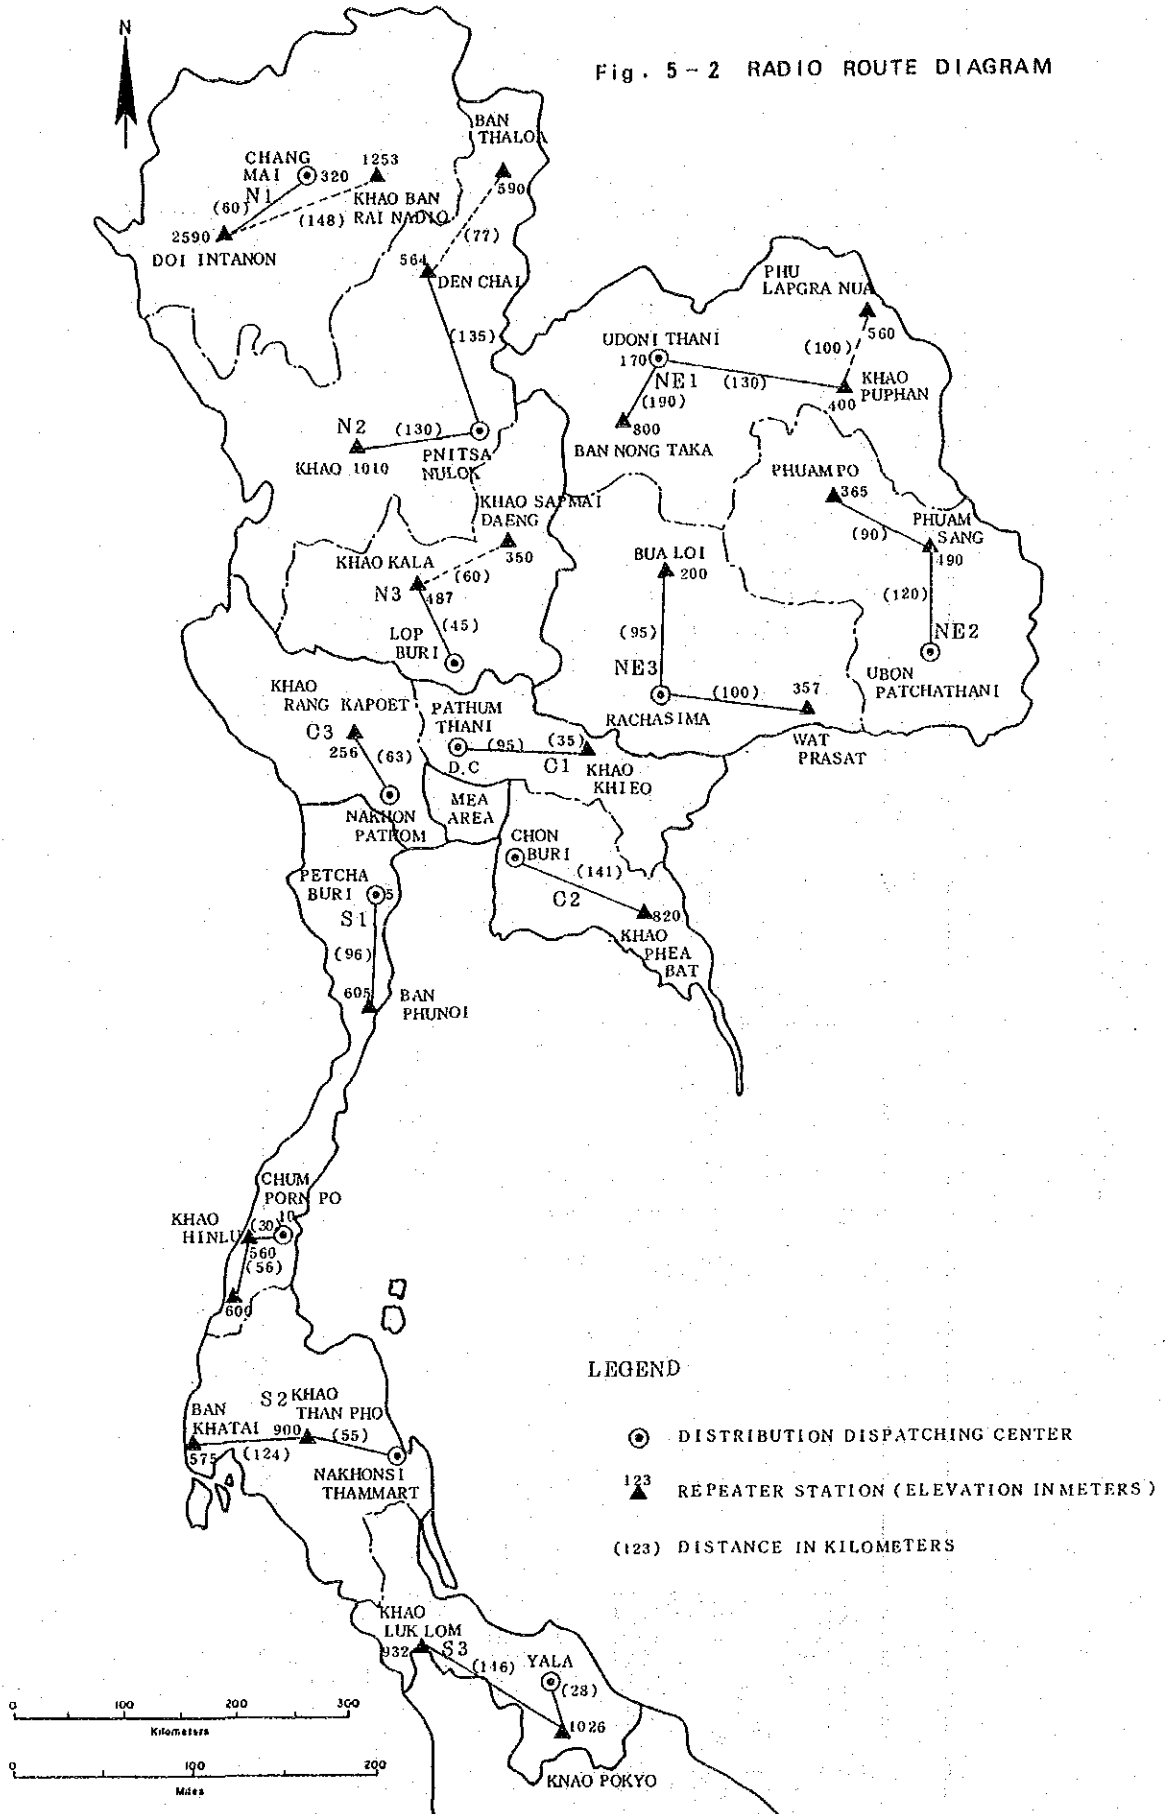 N
Fig. 5-2 RADIO ROUTE DIAGRAM
BAN
THALOA
590
CHANG
MAI
320
N1
(60)
1253
KHAO BAN
RAI NADIO
(148)
2590
DOI INTANON
(77)
564
DEN CHAI
(135)
N2
(130)
KHAO 1010
PNITSA
NULOK
PHU
LAPGRA NUA
560
(100)
UDONI THANI
170
NE1
(130)
KHAO
PUPHAN
400
(190)
800
BAN NONG TAKA
PHUAM PO
365
(90)
PHUAM
SANG
490
(120)
NE2
UBON
PATCHATHANI
KHAO SAPMAI
DAENG
350
KHAO KALA
(60)
N3
487
(45)
LOP
BURI
BUA LOI
200
(95)
NE3
(100)
357
RACHASIMA
WAT
PRASAT
KHAO
RANG KAPOET
C3
256
(63)
NAKHON
PATROM
PATHUM
THANI
(95)
(35)
D.C
C1
KHAO
KHIEO
MEA
AREA
CHON
BURI
(141)
C2
820
KHAO
PHEA
BAT
PETCHA
BURI
5
S1
(96)
605
BAN
PHUNOI
CHUM
PORN PO
10
KHAO
HINLU
(30)
560
(56)
600
S2
KHAO
THAN PHO
BAN
KHATAI
900
(55)
575
(124)
NAKHONSI
THAMMART
LEGEND
DISTRIBUTION DISPATCHING CENTER
123
REPEATER STATION (ELEVATION IN METERS)
(123) DISTANCE IN KILOMETERS
KHAO
LUK LOM
932
S3
(146)
YALA
(28)
1026
KNAO POKYO
0 100 200 300
Kilometers
0 100 200
Miles